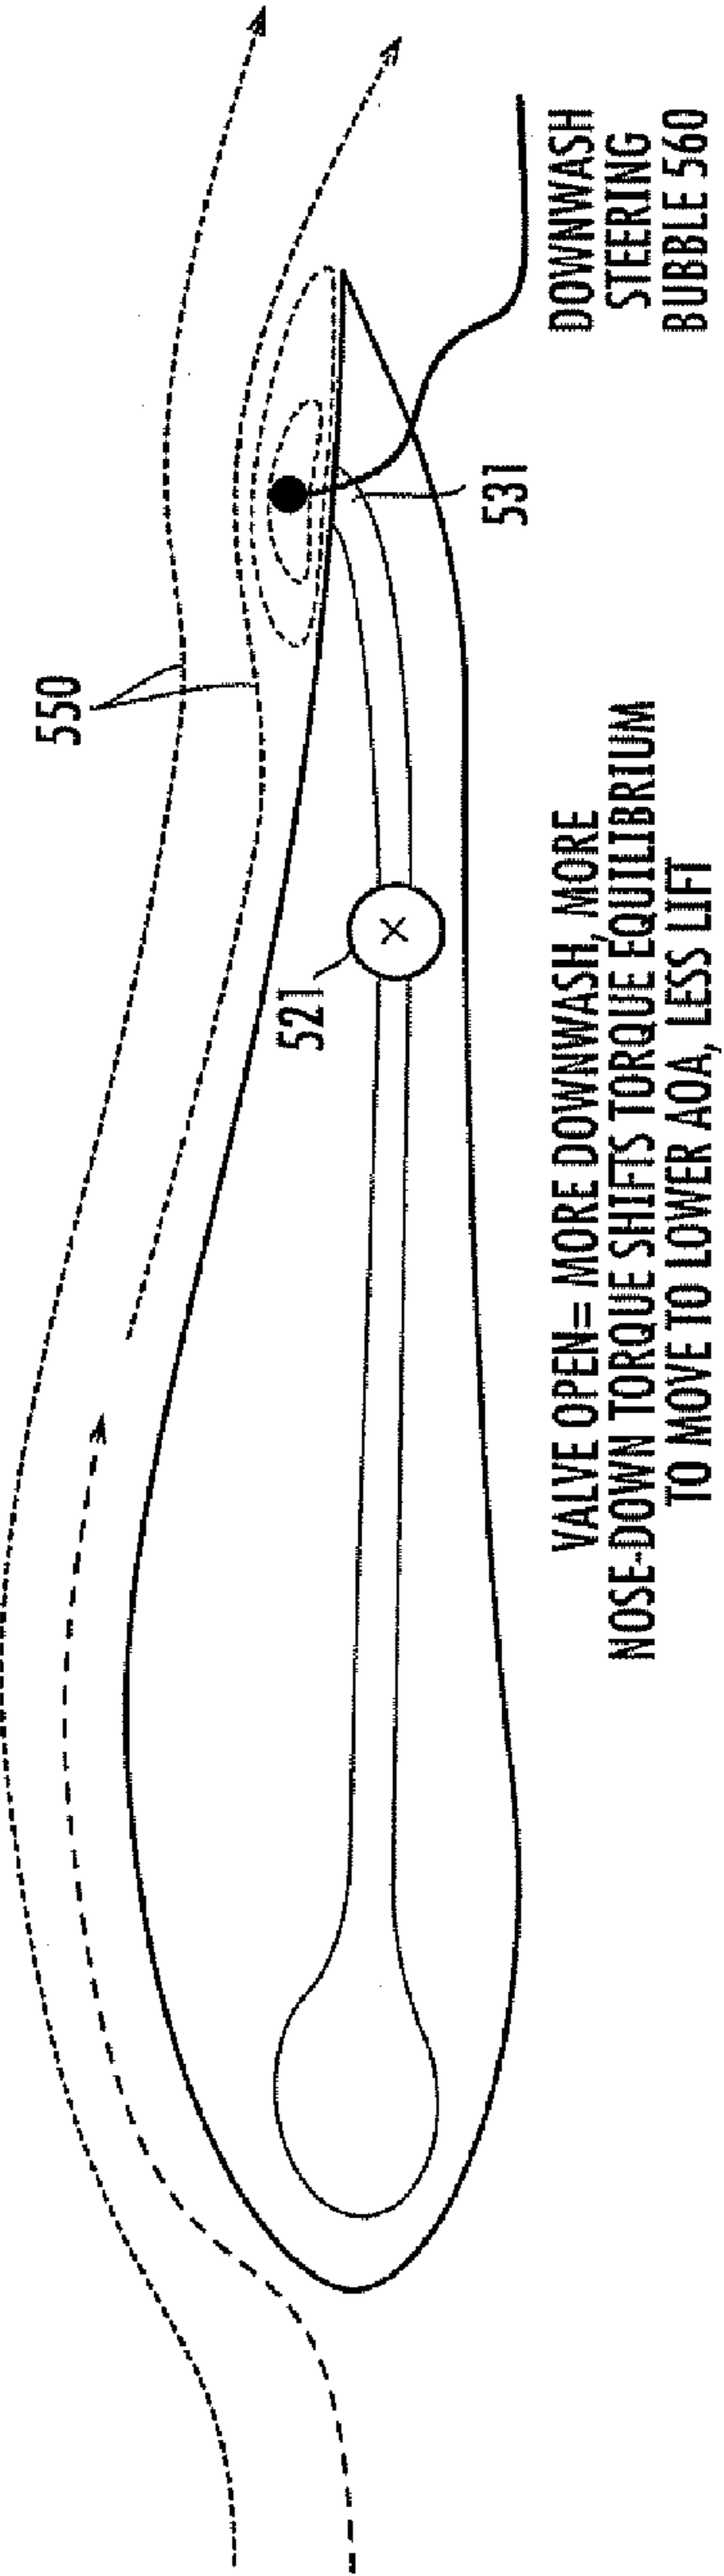 550
531
DOWNWASH
STEERING
BUBBLE 560
521
×
VALVE OPEN= MORE DOWNWASH, MORE
NOSE-DOWN TORQUE SHIFTS TORQUE EQUILIBRIUM
TO MOVE TO LOWER AOA, LESS LIFT